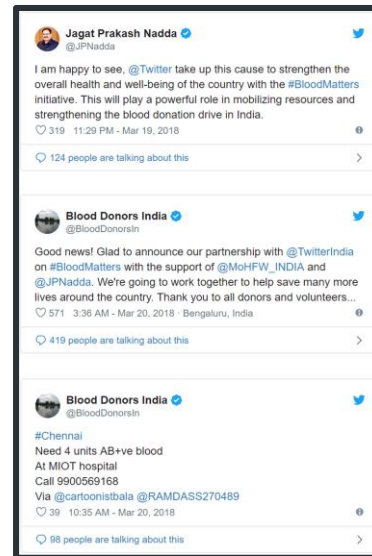 Jagat Prakash Nadda
@JPNadda
I am happy to see, @Twitter take up this cause to strengthen the
overall health and well-being of the country with the #BloodMatters
initiative. This will play a powerful role in mobilizing resources and
strengthening the blood donation drive in India.
319 11:29 PM - Mar 19, 2018
124 people are talking about this
Blood Donors India
@BloodDonorsIn
Good news! Glad to announce our partnership with @TwitterIndia
on #BloodMatters with the support of @MoHFW_INDIA and
@JPNadda. We're going to work together to help save many more
lives around the country. Thank you to all donors and volunteers...
571 3:36 AM - Mar 20, 2018 · Bengaluru, India
419 people are talking about this
Blood Donors India
@BloodDonorsIn
#Chennai
Need 4 units AB+ve blood
At MIOT hospital
Call 9900569168
Via @cartoonistbala @RAMDASS270489
39 10:35 AM - Mar 20, 2018
98 people are talking about this